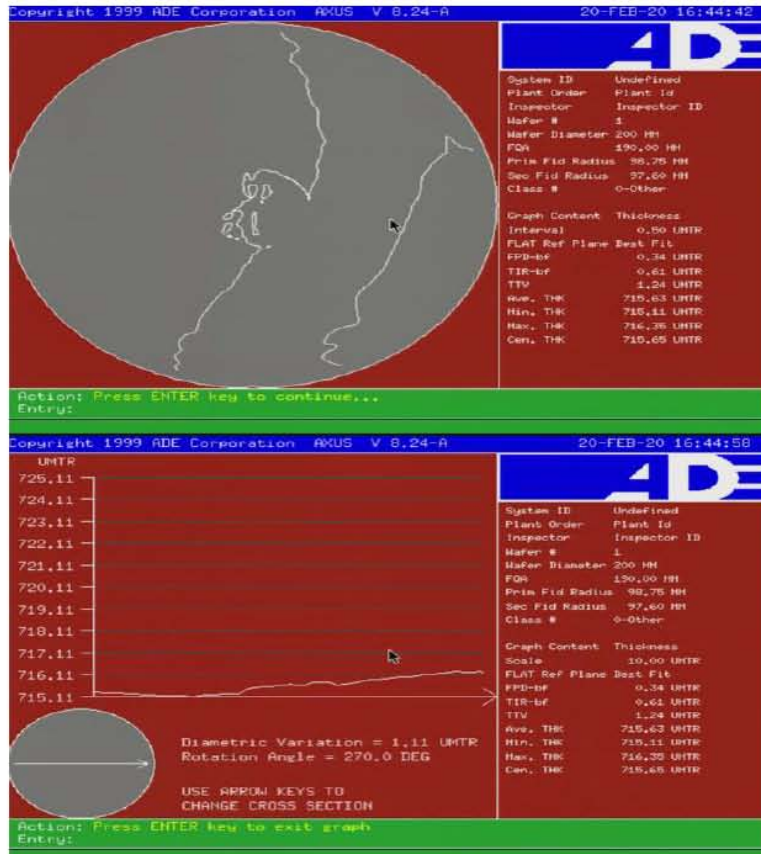 Copyright 1999 ADE Corporation AXUS V 8.24-A 20-FEB-20 16:44:42
ADE
System ID Undefined
Plant Order Plant Id
Inspector Inspector ID
Wafer # 1
Wafer Diameter 200 MM
FQA 190.00 MM
Prim Fid Radius 98.75 MM
Sec Fid Radius 97.60 MM
Class # 0-Other
Graph Content Thickness
Interval 0.50 UMTR
FLAT Ref Plane Best Fit
FPD-bf 0.34 UMTR
TIR-bf 0.61 UMTR
TTV 1.24 UMTR
Ave. THK 715.63 UMTR
Min. THK 715.11 UMTR
Max. THK 716.35 UMTR
Cen. THK 715.65 UMTR
Action: Press ENTER key to continue...
Entry:
Copyright 1999 ADE Corporation AXUS V 8.24-A 20-FEB-20 16:44:58
UMTR
725.11
724.11
723.11
722.11
721.11
720.11
719.11
718.11
717.11
716.11
715.11
Diametric Variation = 1.11 UMTR
Rotation Angle = 270.0 DEG
USE ARROW KEYS TO
CHANGE CROSS SECTION
ADE
System ID Undefined
Plant Order Plant Id
Inspector Inspector ID
Wafer # 1
Wafer Diameter 200 MM
FQA 190.00 MM
Prim Fid Radius 98.75 MM
Sec Fid Radius 97.60 MM
Class # 0-Other
Graph Content Thickness
Scale 10.00 UMTR
FLAT Ref Plane Best Fit
FPD-bf 0.34 UMTR
TIR-bf 0.61 UMTR
TTV 1.24 UMTR
Ave. THK 715.63 UMTR
Min. THK 715.11 UMTR
Max. THK 716.35 UMTR
Cen. THK 715.65 UMTR
Action: Press ENTER key to exit graph
Entry: